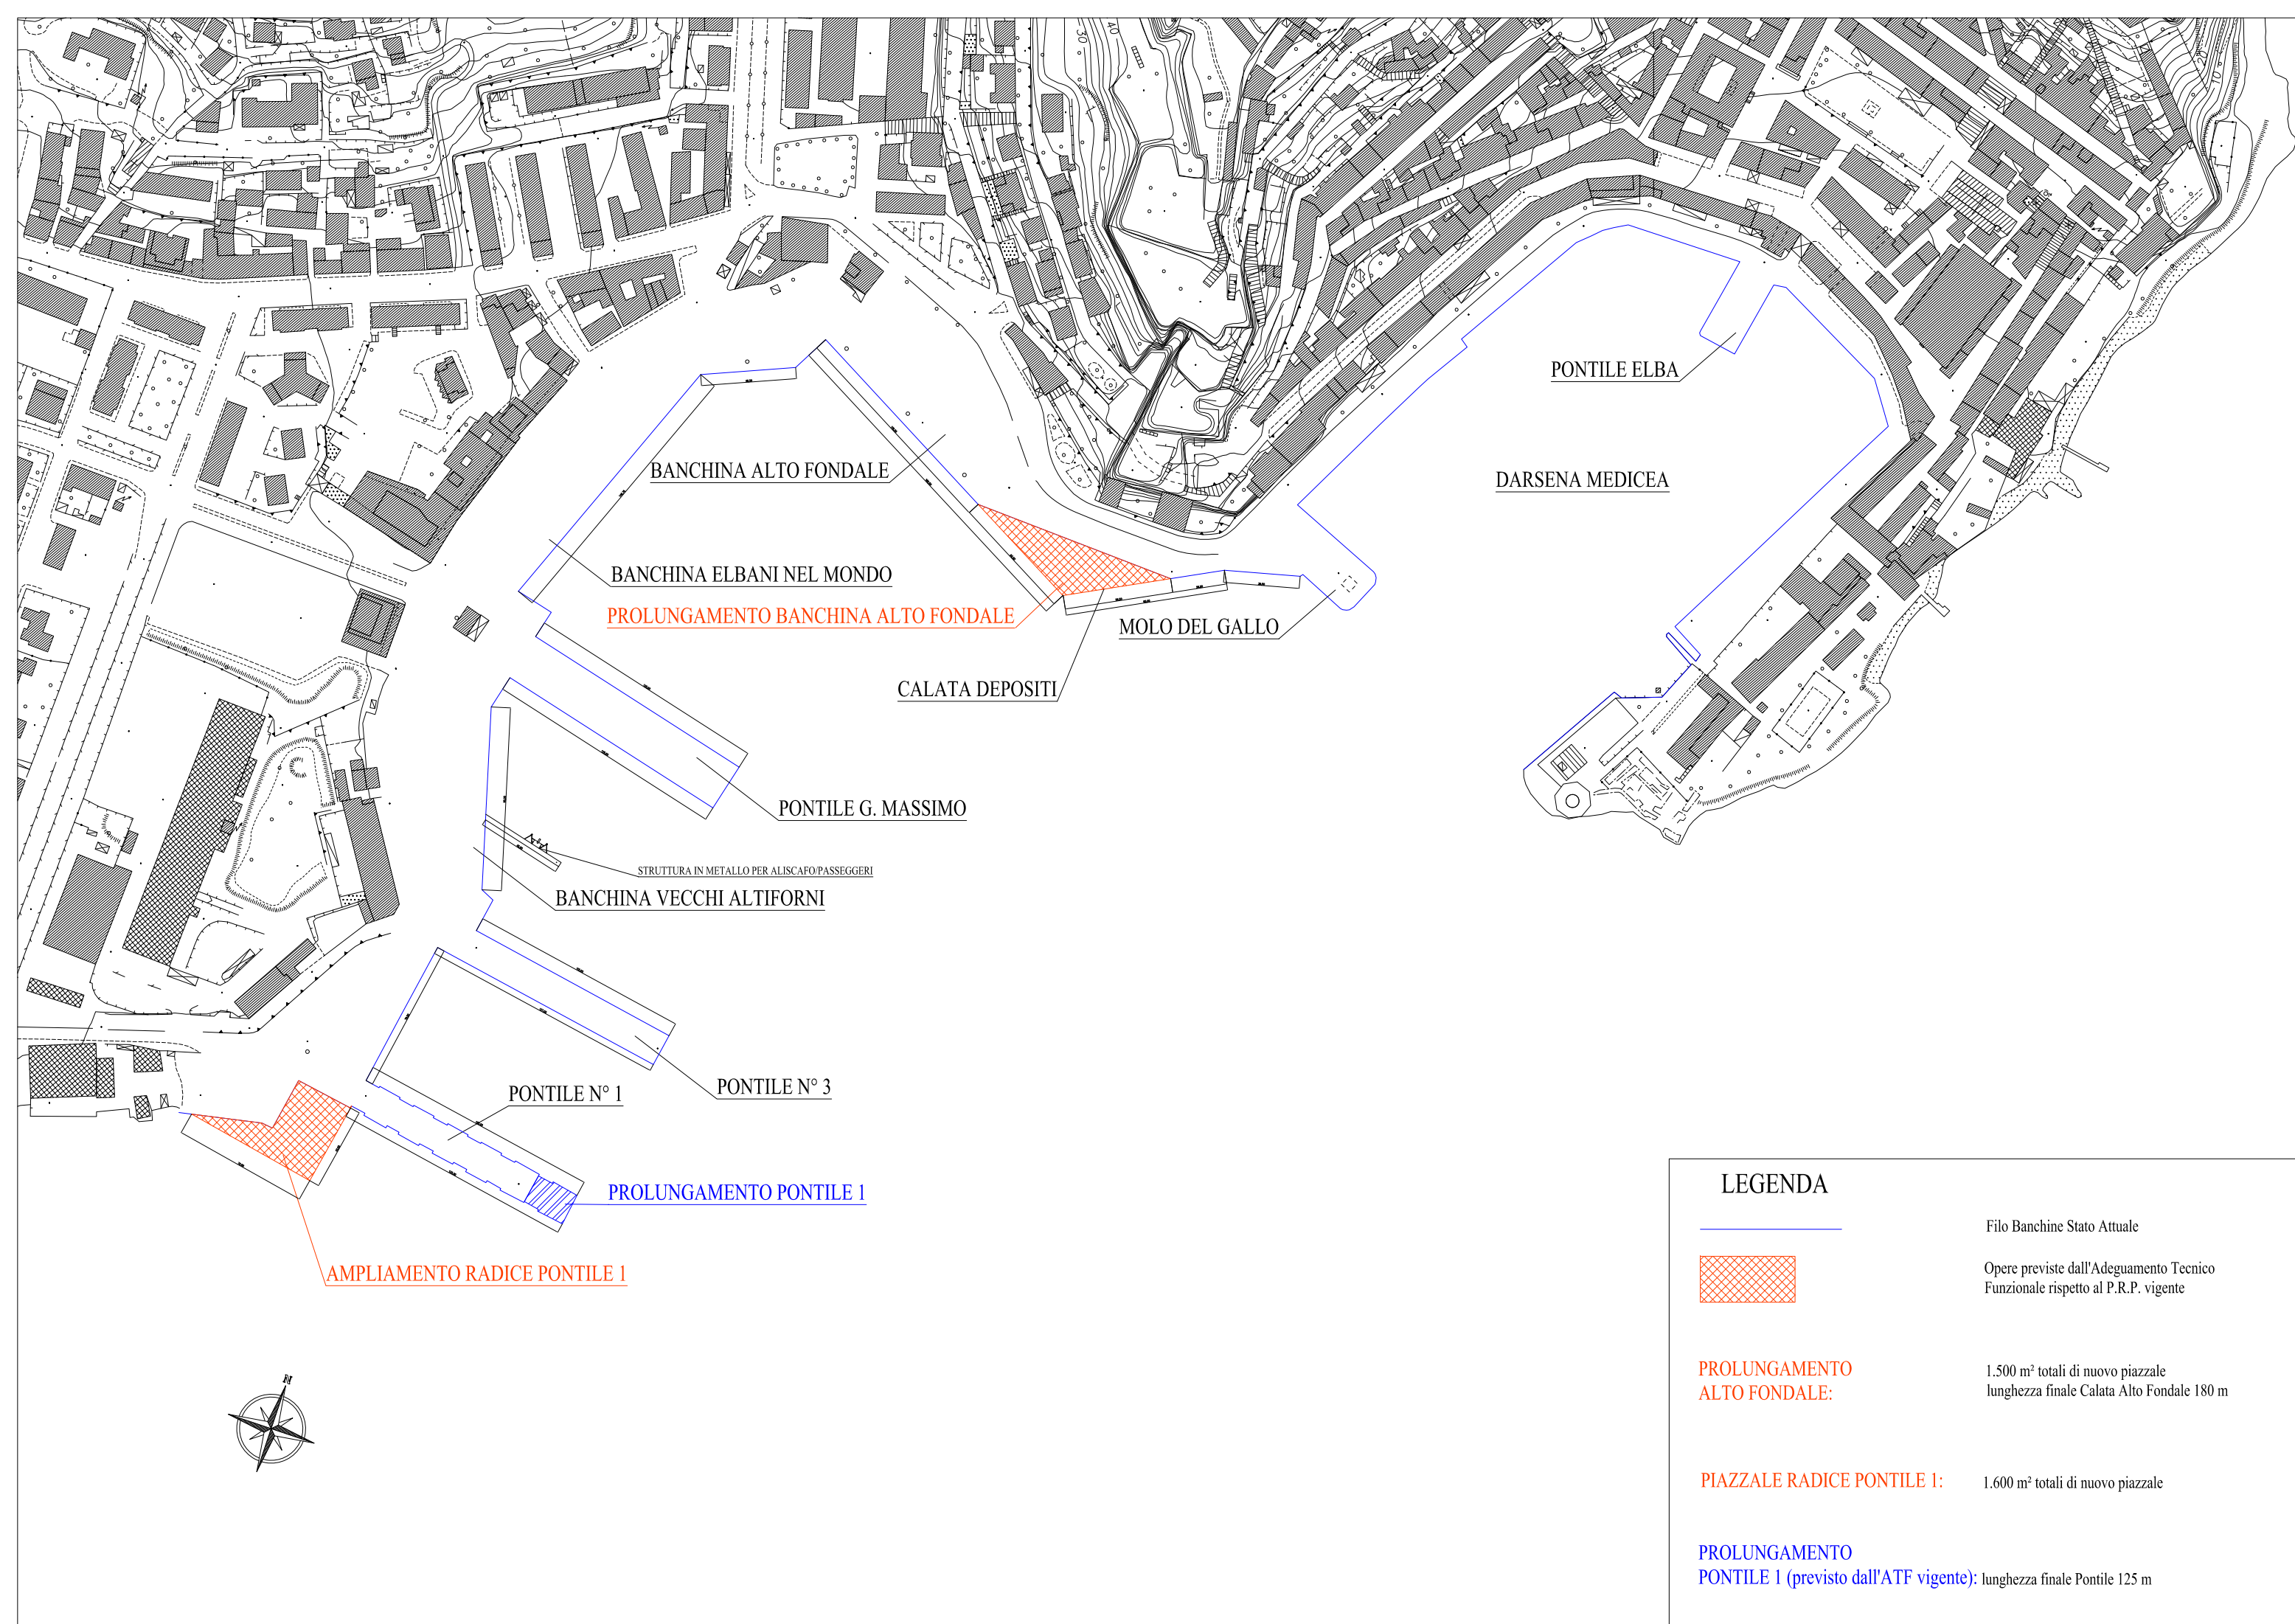 40
30
20
10
PONTILE ELBA
BANCHINA ALTO FONDALE
DARSENA MEDICEA
BANCHINA ELBANI NEL MONDO
PROLUNGAMENTO BANCHINA ALTO FONDALE
MOLO DEL GALLO
CALATA DEPOSITI
PONTILE G. MASSIMO
STRUTTURA IN METALLO PER ALISCAFO/PASSEGGERI
BANCHINA VECCHI ALTIFORNI
PONTILE N° 3
PONTILE N° 1
PROLUNGAMENTO PONTILE 1
AMPLIAMENTO RADICE PONTILE 1
N
LEGENDA
Filo Banchine Stato Attuale
Opere previste dall'Adeguamento Tecnico
Funzionale rispetto al P.R.P. vigente
PROLUNGAMENTO
ALTO FONDALE:
1.500 m² totali di nuovo piazzale
lunghezza finale Calata Alto Fondale 180 m
PIAZZALE RADICE PONTILE 1: 1.600 m² totali di nuovo piazzale
PROLUNGAMENTO
PONTILE 1 (previsto dall'ATF vigente): lunghezza finale Pontile 125 m